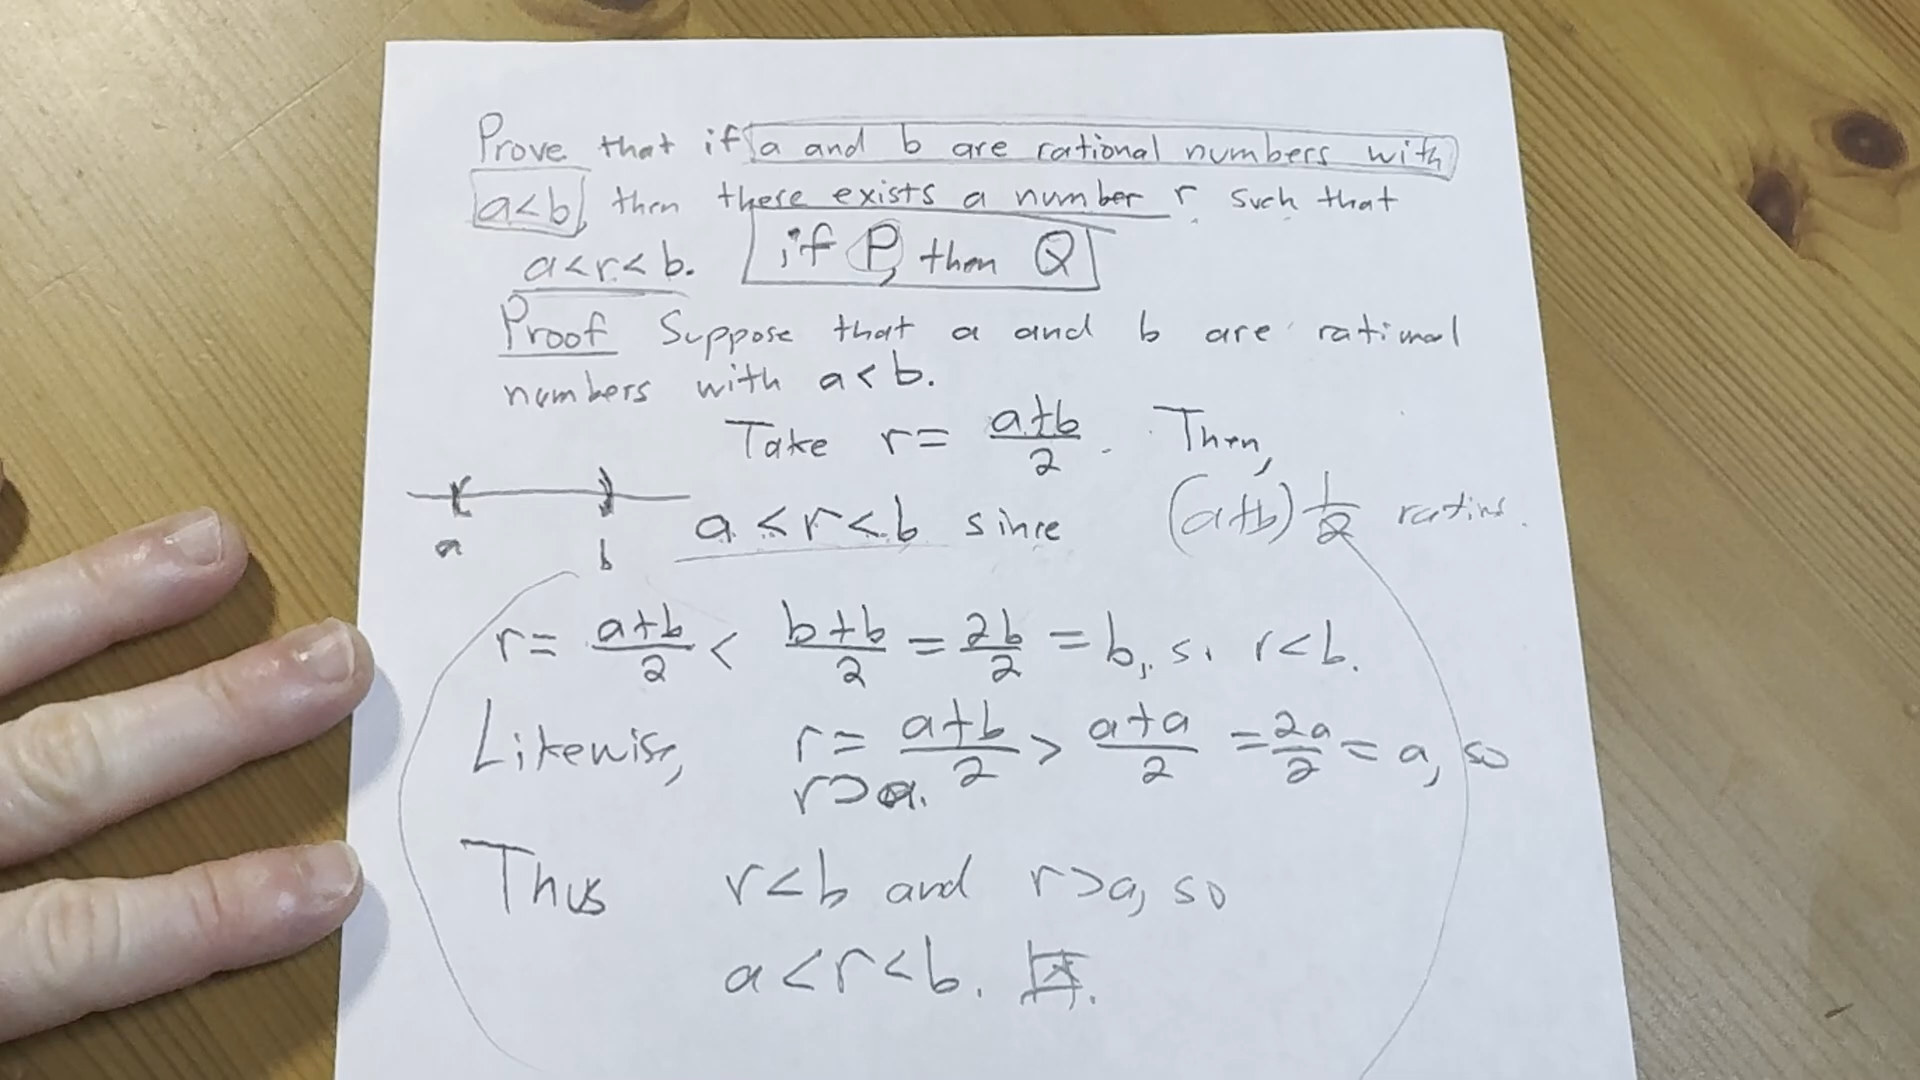 Prove that if a and b are rational numbers with
a<b, then there exists a number r such that
a<r<b. if P, then Q
Proof Suppose that a and b are rational
numbers with a<b.
Take r = (a+b)/2. Then,
a<r<b since (a+b) 1/2
a b
r = (a+b)/2 < (b+b)/2 = 2b/2 = b, so r<b.
Likewise, r = (a+b)/2 > (a+a)/2 = 2a/2 = a, so
r>a.
Thus r<b and r>a, so
a<r<b.